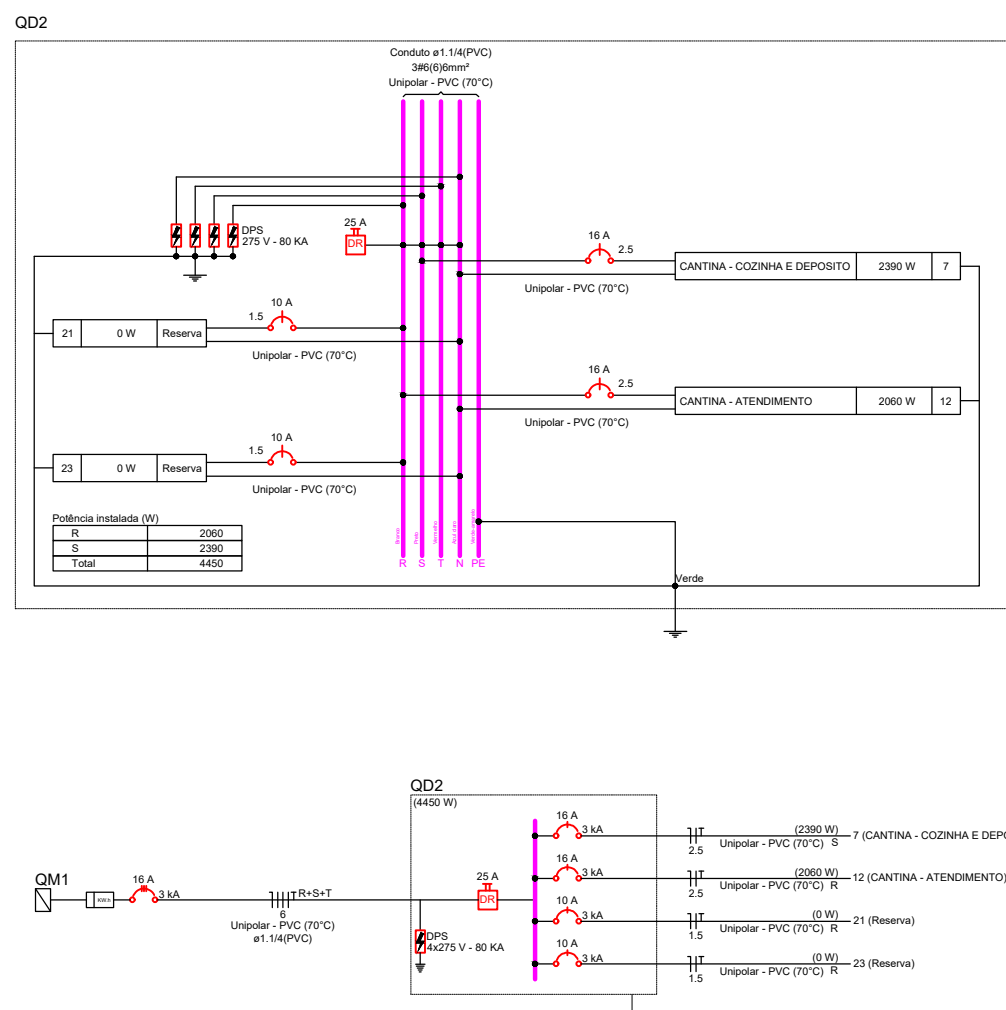 QD2
Conduto ø1.1/4(PVC)
3#6(6)6mm²
Unipolar - PVC (70°C)
DPS
275 V - 80 KA
25 A
DR
16 A
2.5
CANTINA - COZINHA E DEPOSITO 2390 W 7
Unipolar - PVC (70°C)
10 A
1.5
21 0 W Reserva
Unipolar - PVC (70°C)
16 A
2.5
CANTINA - ATENDIMENTO 2060 W 12
Unipolar - PVC (70°C)
10 A
1.5
23 0 W Reserva
Unipolar - PVC (70°C)
Potência instalada (W)
R 2060
S 2390
Total 4450
Branco
Preto
Vermelho
Azul claro
R S T N PE
Verde
QD2
(4450 W)
QM1
KW.h
16 A
3 kA
R+S+T
6
Unipolar - PVC (70°C)
ø1.1/4(PVC)
DPS
4x275 V - 80 KA
25 A
DR
16 A
3 kA
2.5
(2390 W)
Unipolar - PVC (70°C) S
7 (CANTINA - COZINHA E DEPO
16 A
3 kA
2.5
(2060 W)
Unipolar - PVC (70°C) R
12 (CANTINA - ATENDIMENTO)
10 A
3 kA
1.5
(0 W)
Unipolar - PVC (70°C) R
21 (Reserva)
10 A
3 kA
1.5
(0 W)
Unipolar - PVC (70°C) R
23 (Reserva)